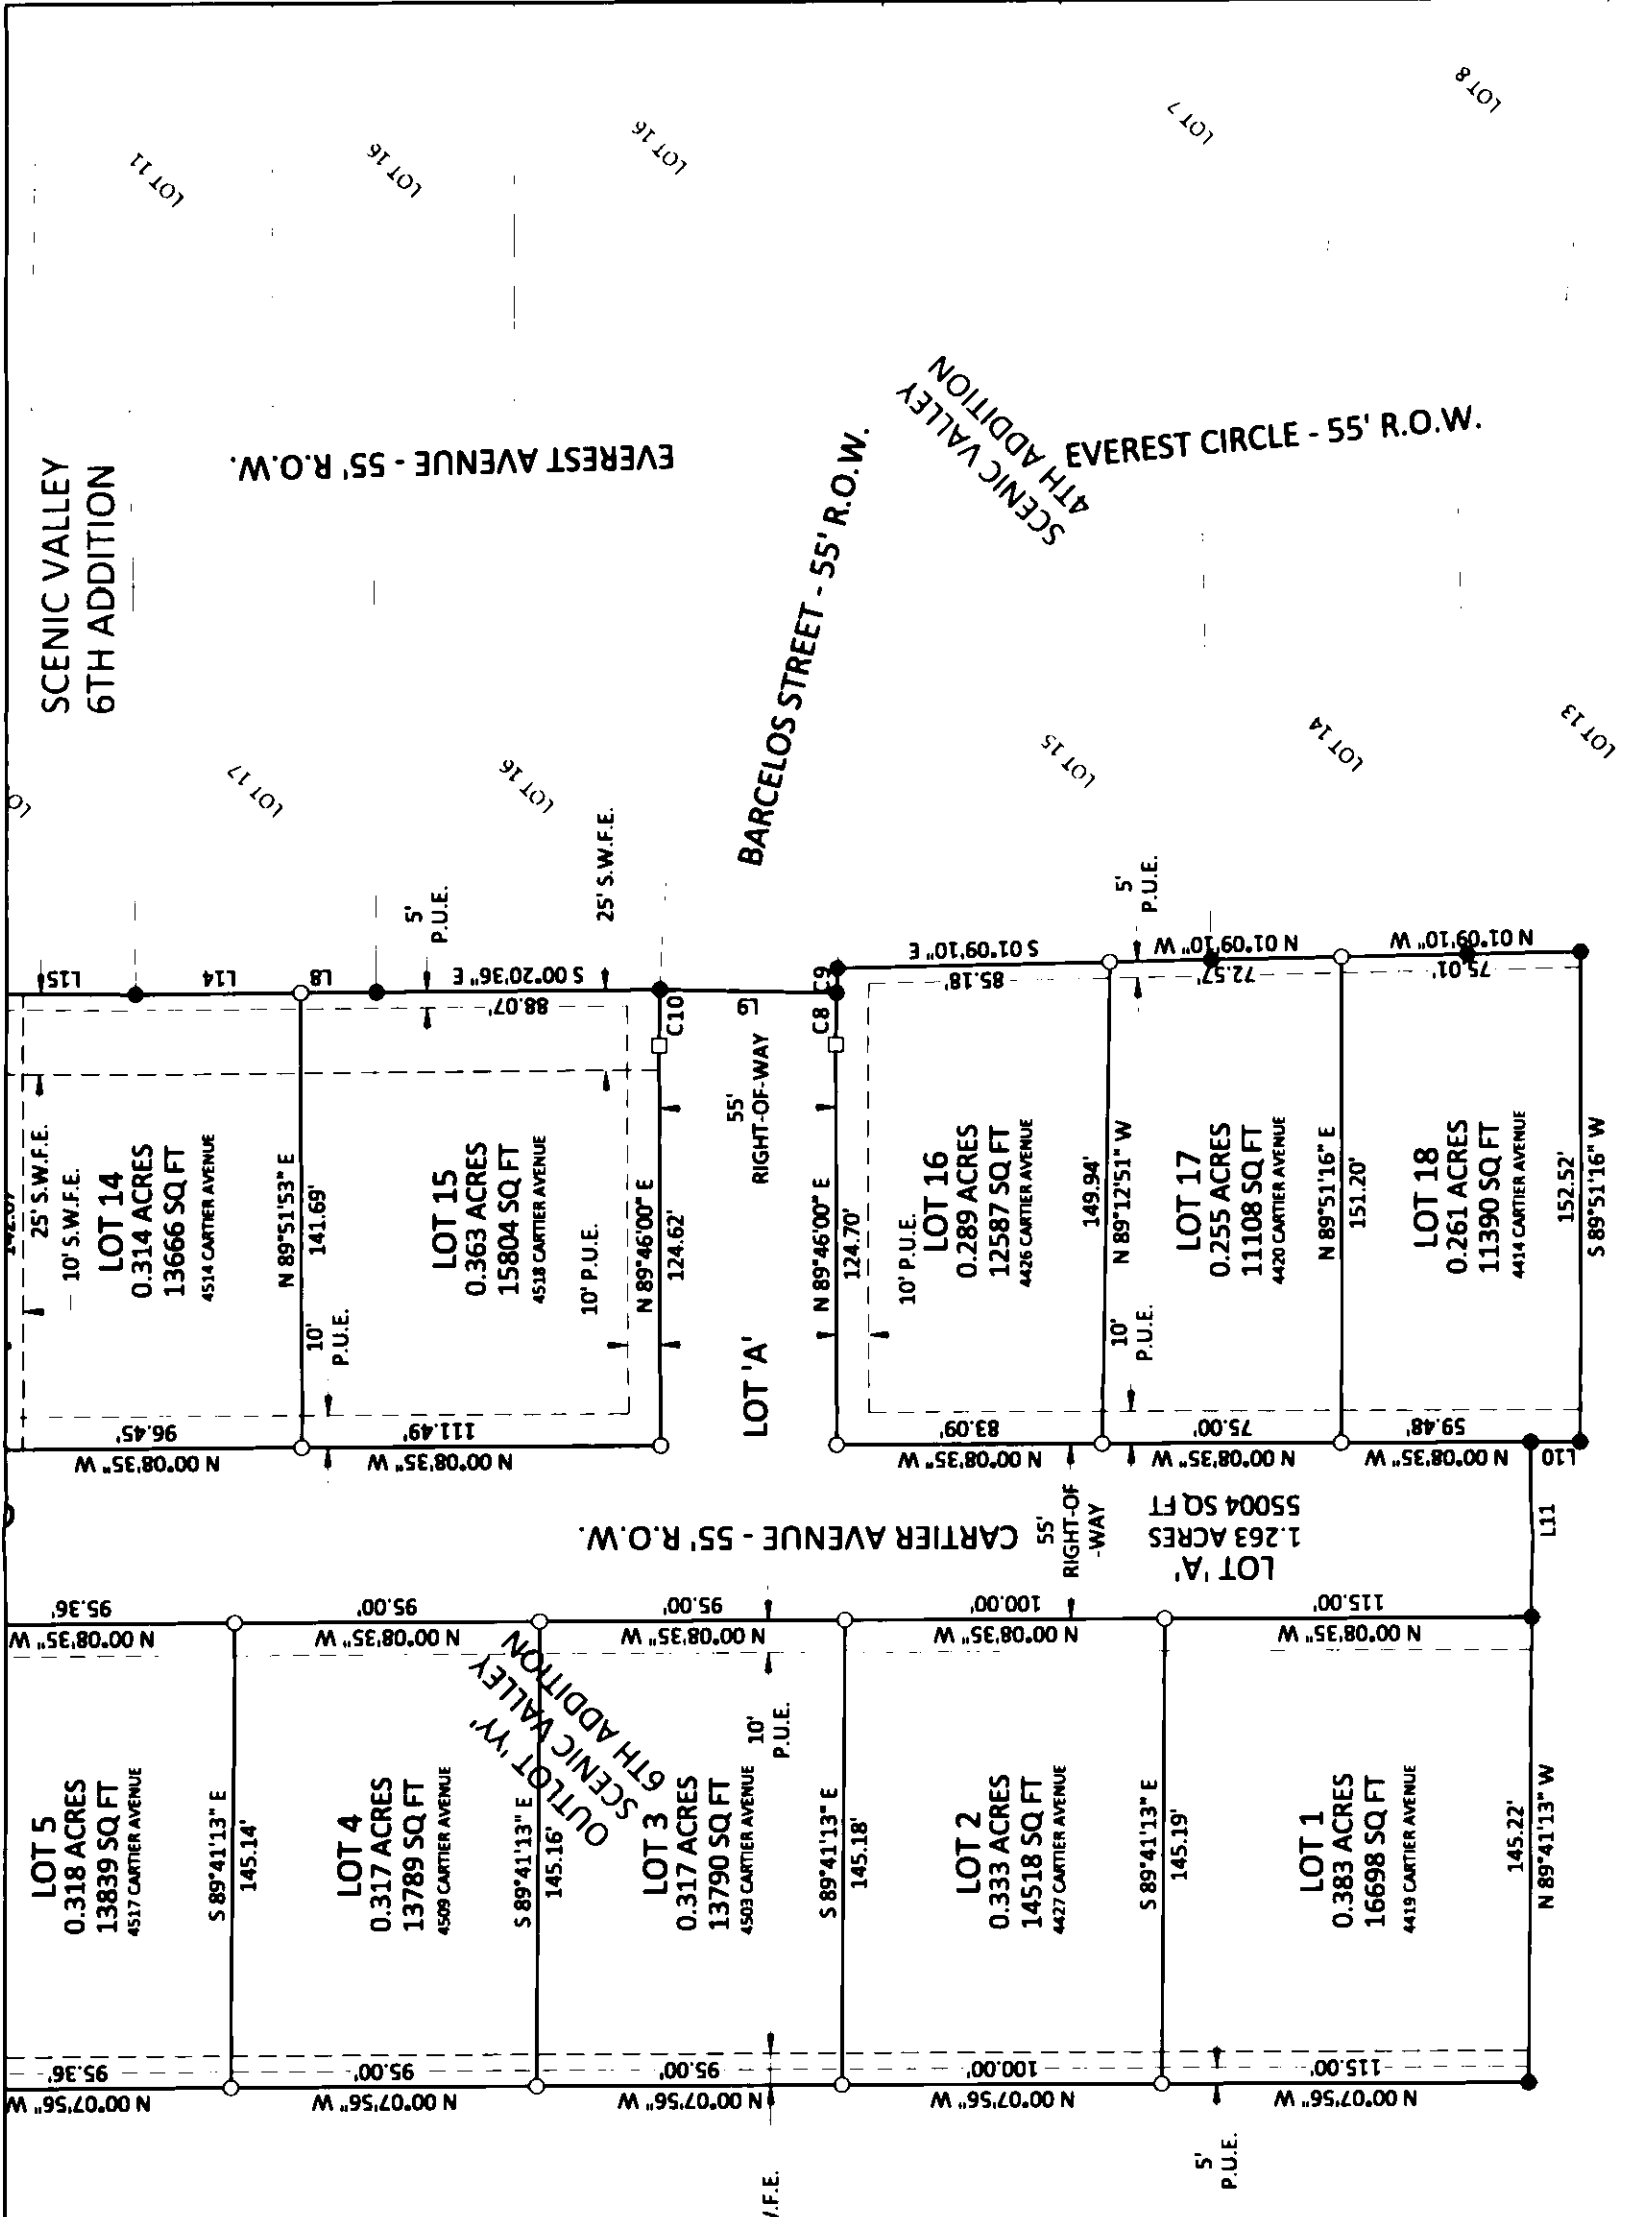 SCENIC VALLEY
6TH ADDITION
EVEREST AVENUE - 55' R.O.W.
BARCELOS STREET - 55' R.O.W.
SCENIC VALLEY
4TH ADDITION
EVEREST CIRCLE - 55' R.O.W.
LOT 11
LOT 16
LOT 16
LOT 7
LOT 8
LOT 17
LOT 16
LOT 15
LOT 14
LOT 13
L15
L14
L8
S 00°20'36" E
88.07'
5'
P.U.E.
25' S.W.F.E.
C10
L9
C8
C9
S 01°09'10" E
85.18'
5'
P.U.E.
N 01°09'10" W
72.57'
N 01°09'10" W
75.01'
25' S.W.F.E.
10' S.W.F.E.
LOT 14
0.314 ACRES
13666 SQ FT
4514 CARTIER AVENUE
N 89°51'53" E
141.69'
10'
P.U.E.
LOT 15
0.363 ACRES
15804 SQ FT
4518 CARTIER AVENUE
10' P.U.E.
N 89°46'00" E
124.62'
55'
RIGHT-OF-WAY
LOT 'A'
N 89°46'00" E
124.70'
10' P.U.E.
LOT 16
0.289 ACRES
12587 SQ FT
4426 CARTIER AVENUE
149.94'
N 89°12'51" W
10'
P.U.E.
LOT 17
0.255 ACRES
11108 SQ FT
4420 CARTIER AVENUE
N 89°51'16" E
151.20'
LOT 18
0.261 ACRES
11390 SQ FT
4414 CARTIER AVENUE
152.52'
S 89°51'16" W
96.45'
N 00°08'35" W
111.49'
N 00°08'35" W
83.09'
N 00°08'35" W
75.00'
N 00°08'35" W
59.48'
N 00°08'35" W
L10
L11
CARTIER AVENUE - 55' R.O.W.
55'
RIGHT-OF
-WAY
LOT 'A'
1.263 ACRES
55004 SQ FT
95.36'
N 00°08'35" W
95.00'
N 00°08'35" W
95.00'
N 00°08'35" W
100.00'
N 00°08'35" W
115.00'
N 00°08'35" W
OUTLOT 'YY'
SCENIC VALLEY
6TH ADDITION
LOT 5
0.318 ACRES
13839 SQ FT
4517 CARTIER AVENUE
S 89°41'13" E
145.14'
LOT 4
0.317 ACRES
13789 SQ FT
4509 CARTIER AVENUE
S 89°41'13" E
145.16'
LOT 3
0.317 ACRES
13790 SQ FT
4503 CARTIER AVENUE
10'
P.U.E.
S 89°41'13" E
145.18'
LOT 2
0.333 ACRES
14518 SQ FT
4427 CARTIER AVENUE
S 89°41'13" E
145.19'
LOT 1
0.383 ACRES
16698 SQ FT
4419 CARTIER AVENUE
145.22'
N 89°41'13" W
95.36'
N 00°07'56" W
95.00'
N 00°07'56" W
95.00'
N 00°07'56" W
100.00'
N 00°07'56" W
115.00'
N 00°07'56" W
5'
P.U.E.